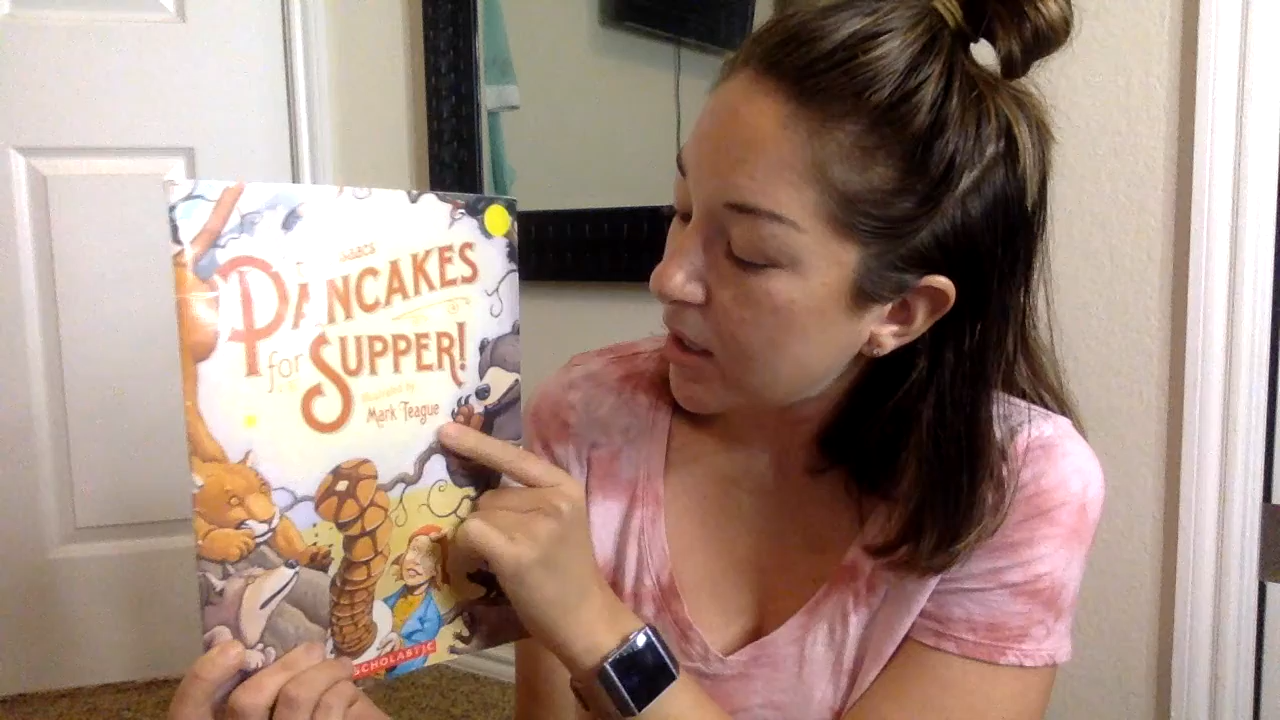 PANCAKES
for SUPPER!
illustrated by
Mark Teague
SCHOLASTIC